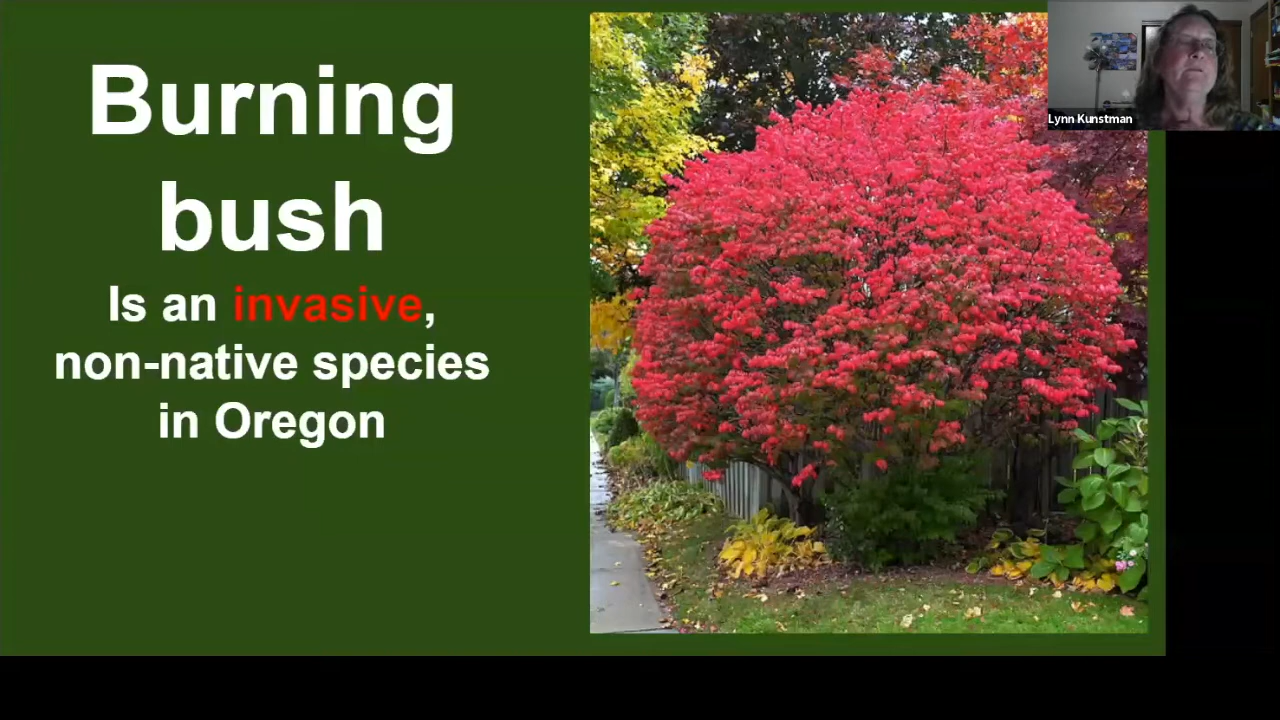 Burning
bush
Is an invasive,
non-native species
in Oregon
Lynn Kunstman